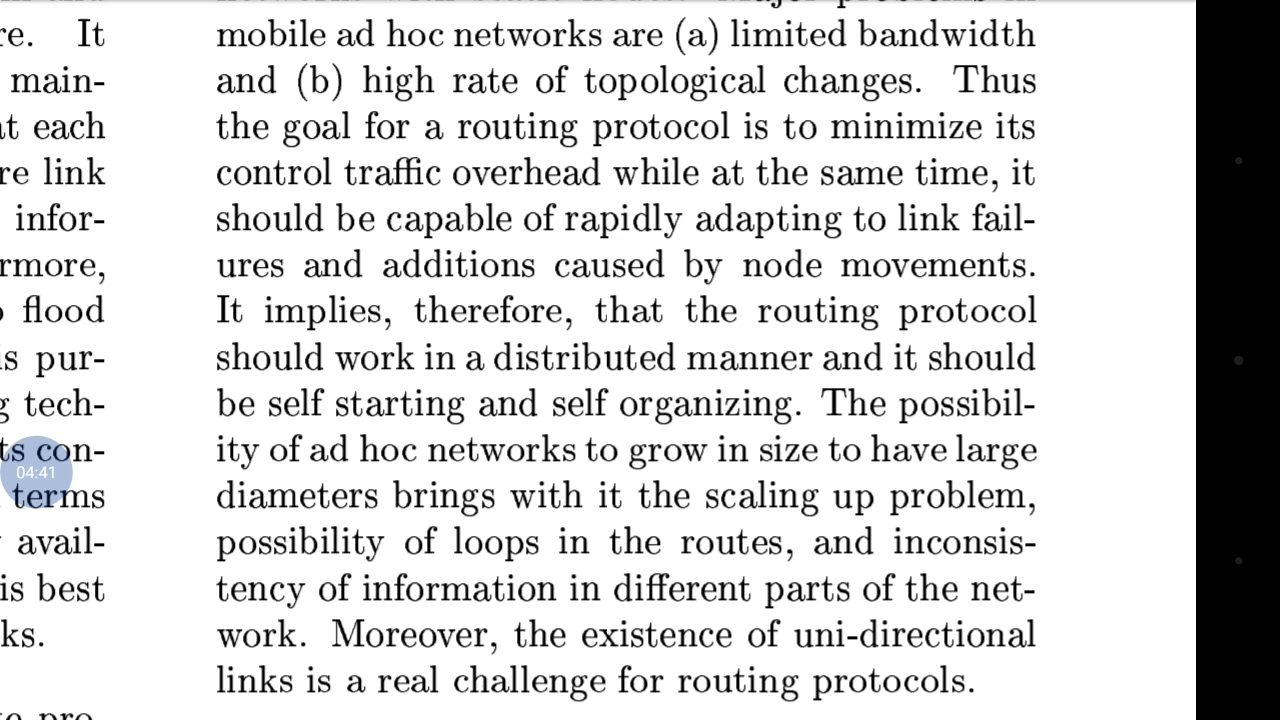 re. It
main-
each
re link
infor-
rmore,
flood
is pur-
tech-
04:41
ts con-
terms
avail-
is best
ks.
mobile ad hoc networks are (a) limited bandwidth
and (b) high rate of topological changes. Thus
the goal for a routing protocol is to minimize its
control traffic overhead while at the same time, it
should be capable of rapidly adapting to link fail-
ures and additions caused by node movements.
It implies, therefore, that the routing protocol
should work in a distributed manner and it should
be self starting and self organizing. The possibil-
ity of ad hoc networks to grow in size to have large
diameters brings with it the scaling up problem,
possibility of loops in the routes, and inconsis-
tency of information in different parts of the net-
work. Moreover, the existence of uni-directional
links is a real challenge for routing protocols.